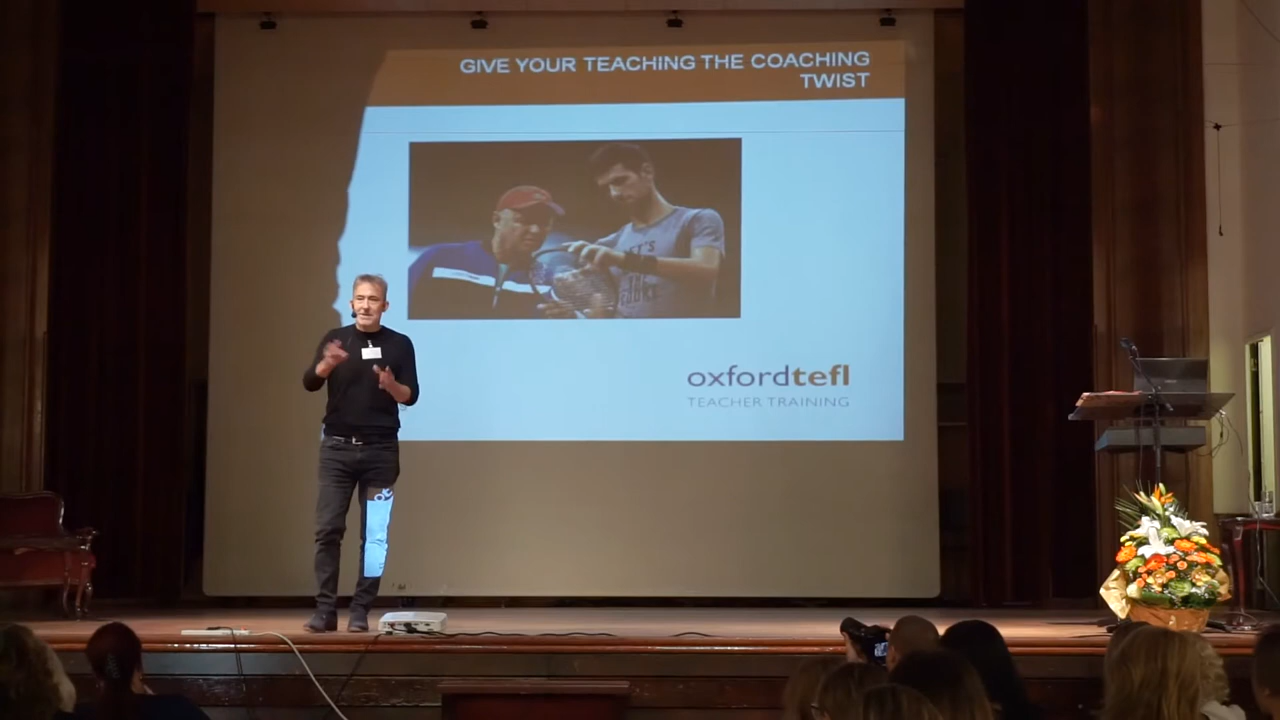 GIVE YOUR TEACHING THE COACHING
TWIST
oxfordtefl
TEACHER TRAINING